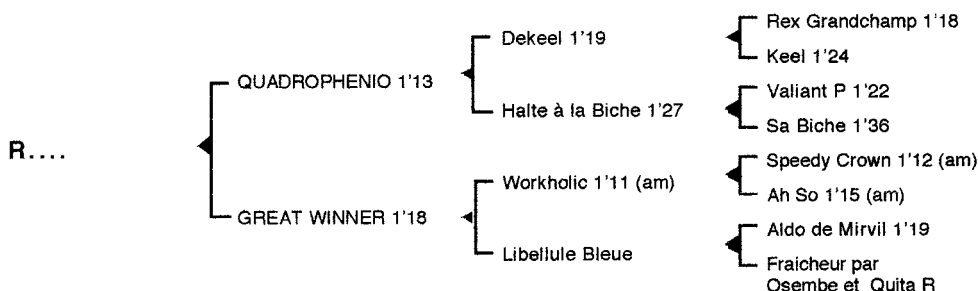 Rex Grandchamp 1'18
Dekeel 1'19
Keel 1'24
QUADROPHENIO 1'13
Valiant P 1'22
Halte à la Biche 1'27
Sa Biche 1'36
R....
Speedy Crown 1'12 (am)
Workholic 1'11 (am)
Ah So 1'15 (am)
GREAT WINNER 1'18
Aldo de Mirvil 1'19
Libellule Bleue
Fraicheur par
Osembe et Quita R